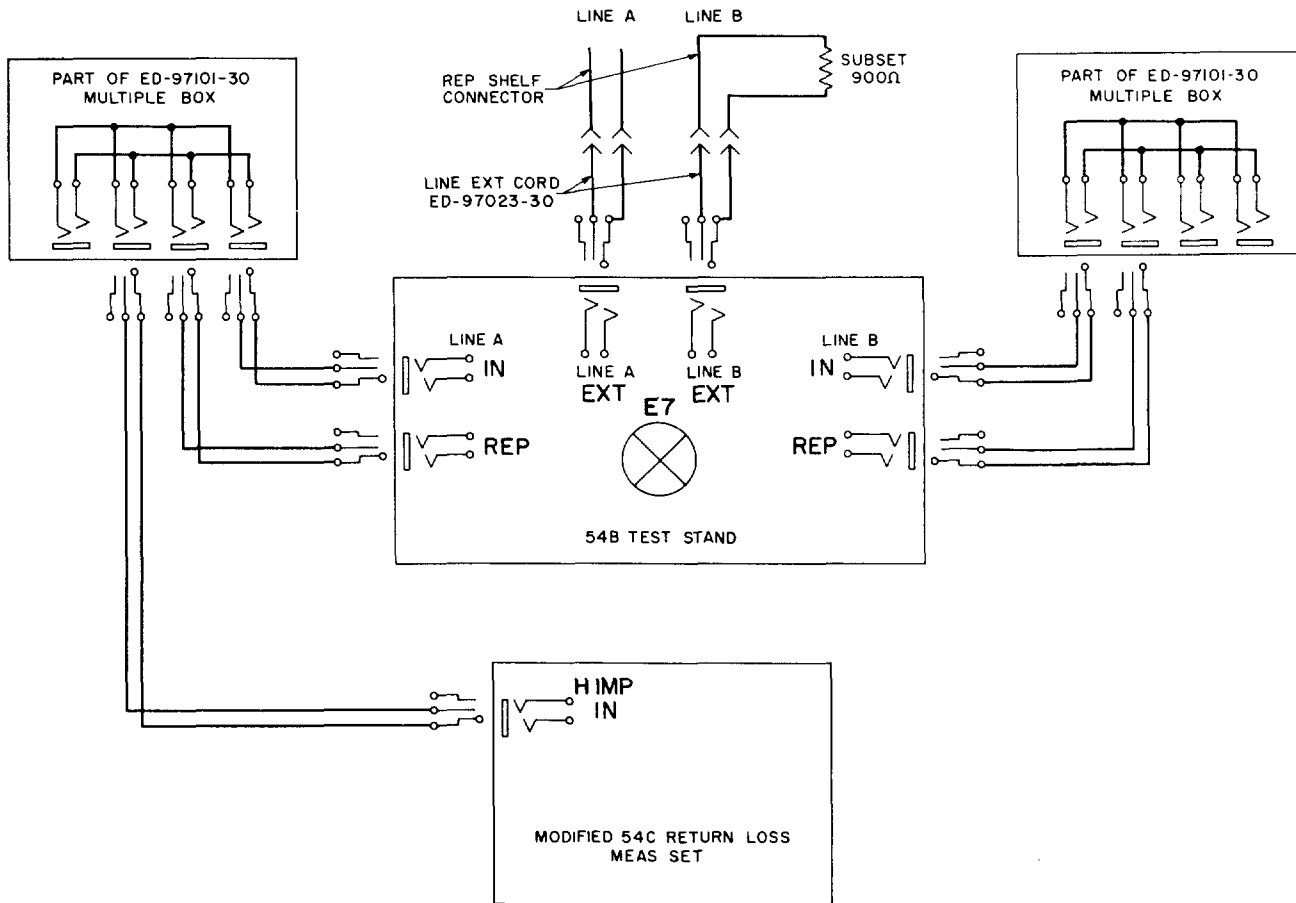 LINE A
LINE B
PART OF ED-97101-30
MULTIPLE BOX
REP SHELF
CONNECTOR
SUBSET
900Ω
PART OF ED-97101-30
MULTIPLE BOX
LINE EXT CORD
ED-97023-30
LINE A
IN
LINE A
EXT
LINE B
EXT
LINE B
IN
E7
REP
REP
54B TEST STAND
H IMP
IN
MODIFIED 54C RETURN LOSS
MEAS SET